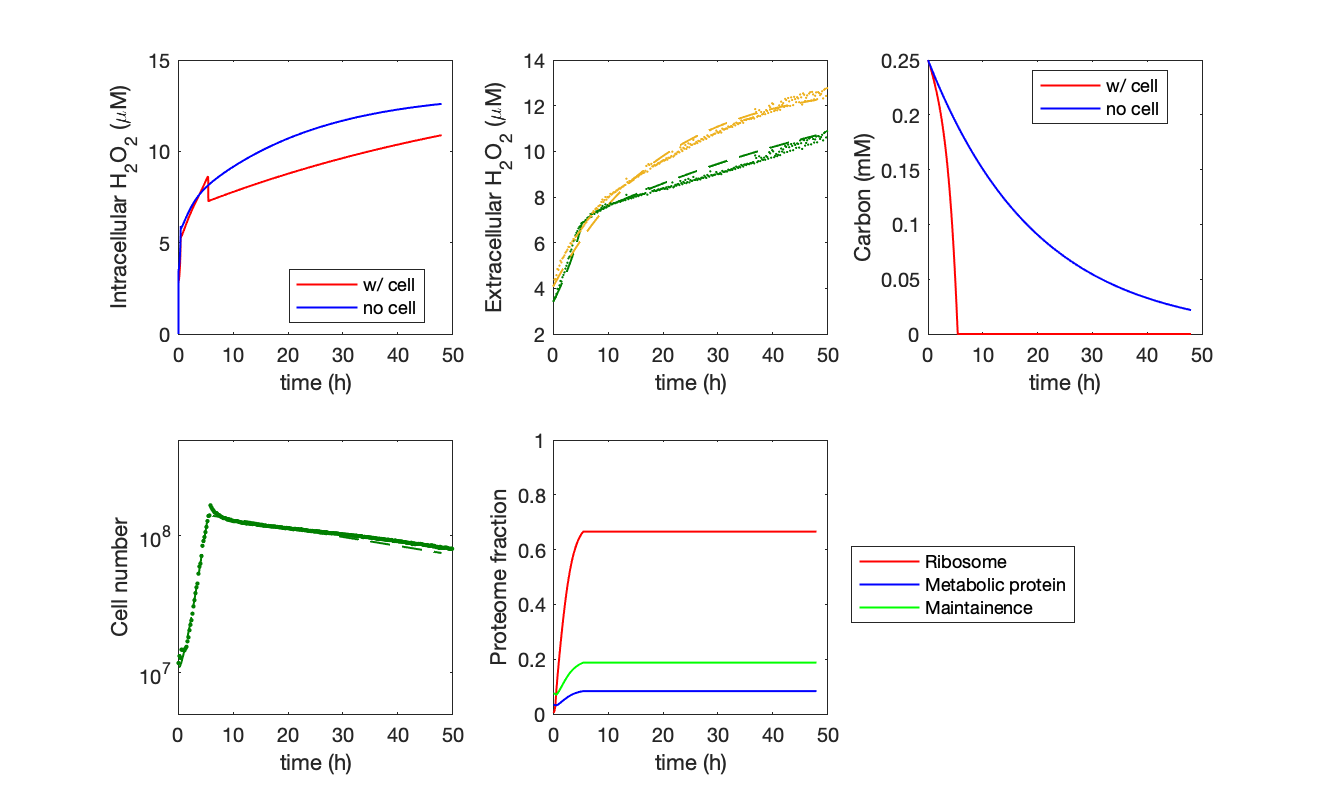 15
10
5
0
Intracellular H2O2 (μM)
w/ cell
no cell
0 10 20 30 40 50
time (h)
14
12
10
8
6
4
2
Extracellular H2O2 (μM)
0 10 20 30 40 50
time (h)
0.25
0.2
0.15
0.1
0.05
0
Carbon (mM)
w/ cell
no cell
0 10 20 30 40 50
time (h)
10^8
10^7
Cell number
0 10 20 30 40 50
time (h)
1
0.8
0.6
0.4
0.2
0
Proteome fraction
0 10 20 30 40 50
time (h)
Ribosome
Metabolic protein
Maintainence